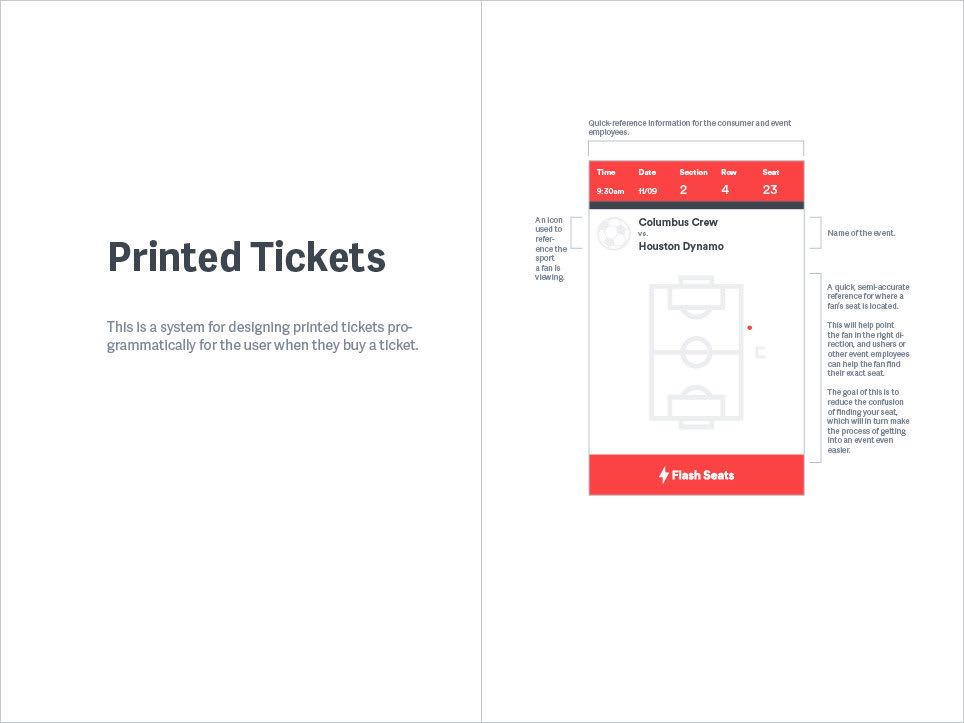 Printed Tickets
This is a system for designing printed tickets pro-
grammatically for the user when they buy a ticket.
Quick-reference information for the consumer and event
employees.
Time Date Section Row Seat
9:30am 11/09 2 4 23
An icon
used to
refer-
ence the
sport
a fan is
viewing.
Columbus Crew
vs.
Houston Dynamo
Name of the event.
A quick, semi-accurate
reference for where a
fan's seat is located.
This will help point
the fan in the right di-
rection, and ushers or
other event employees
can help the fan find
their exact seat.
The goal of this is to
reduce the confusion
of finding your seat,
which will in turn make
the process of getting
into an event even
easier.
Flash Seats